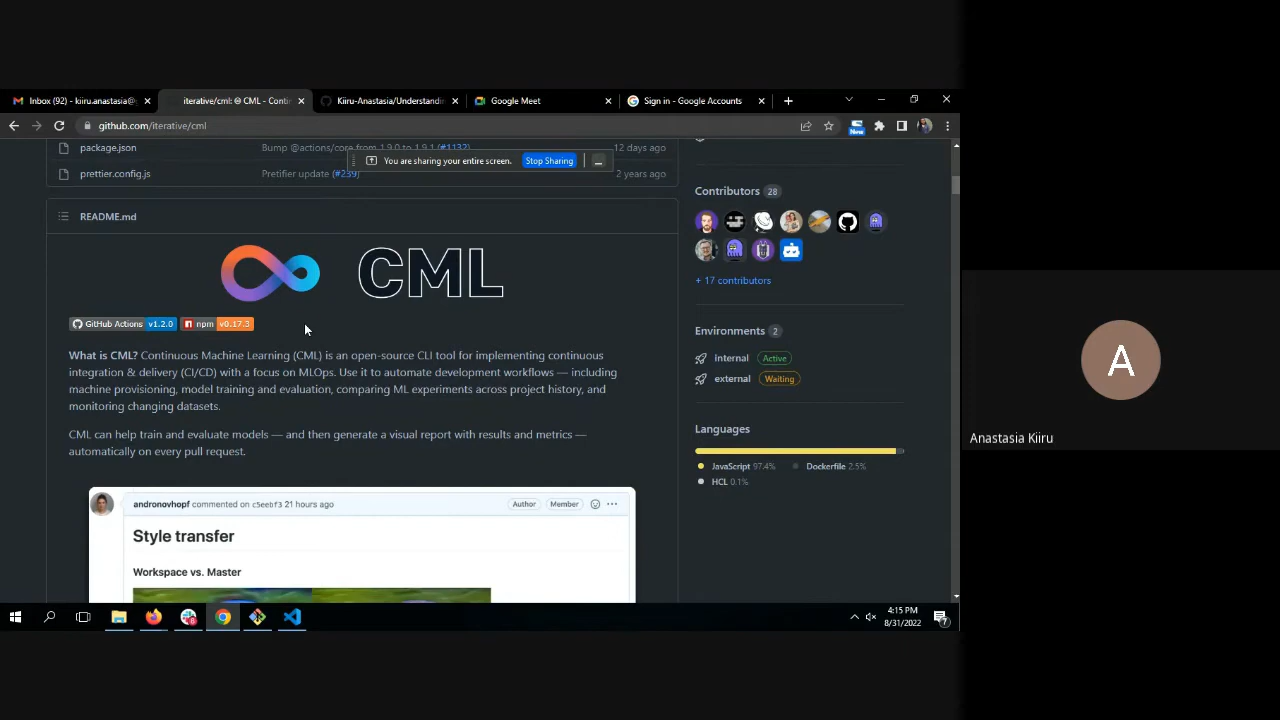 Inbox (92) - kiiru.anastasia@
iterative/cml: ♾️ CML - Contin
Kiiru-Anastasia/Understandin
Google Meet
Sign in - Google Accounts
github.com/iterative/cml
package.json
Bump @actions/core from 1.9.0 to 1.9.1 (#1132)
12 days ago
You are sharing your entire screen.
Stop Sharing
prettier.config.js
Prettifier update (#239)
2 years ago
README.md
CML
GitHub Actions v1.2.0
npm v0.17.3
What is CML? Continuous Machine Learning (CML) is an open-source CLI tool for implementing continuous
integration & delivery (CI/CD) with a focus on MLOps. Use it to automate development workflows — including
machine provisioning, model training and evaluation, comparing ML experiments across project history, and
monitoring changing datasets.
CML can help train and evaluate models — and then generate a visual report with results and metrics —
automatically on every pull request.
andronovhopf commented on c5eebf3 21 hours ago
Author
Member
Style transfer
Workspace vs. Master
Contributors 28
+ 17 contributors
Environments 2
internal Active
external Waiting
Languages
JavaScript 97.4%
Dockerfile 2.5%
HCL 0.1%
4:15 PM
8/31/2022
A
Anastasia Kiiru